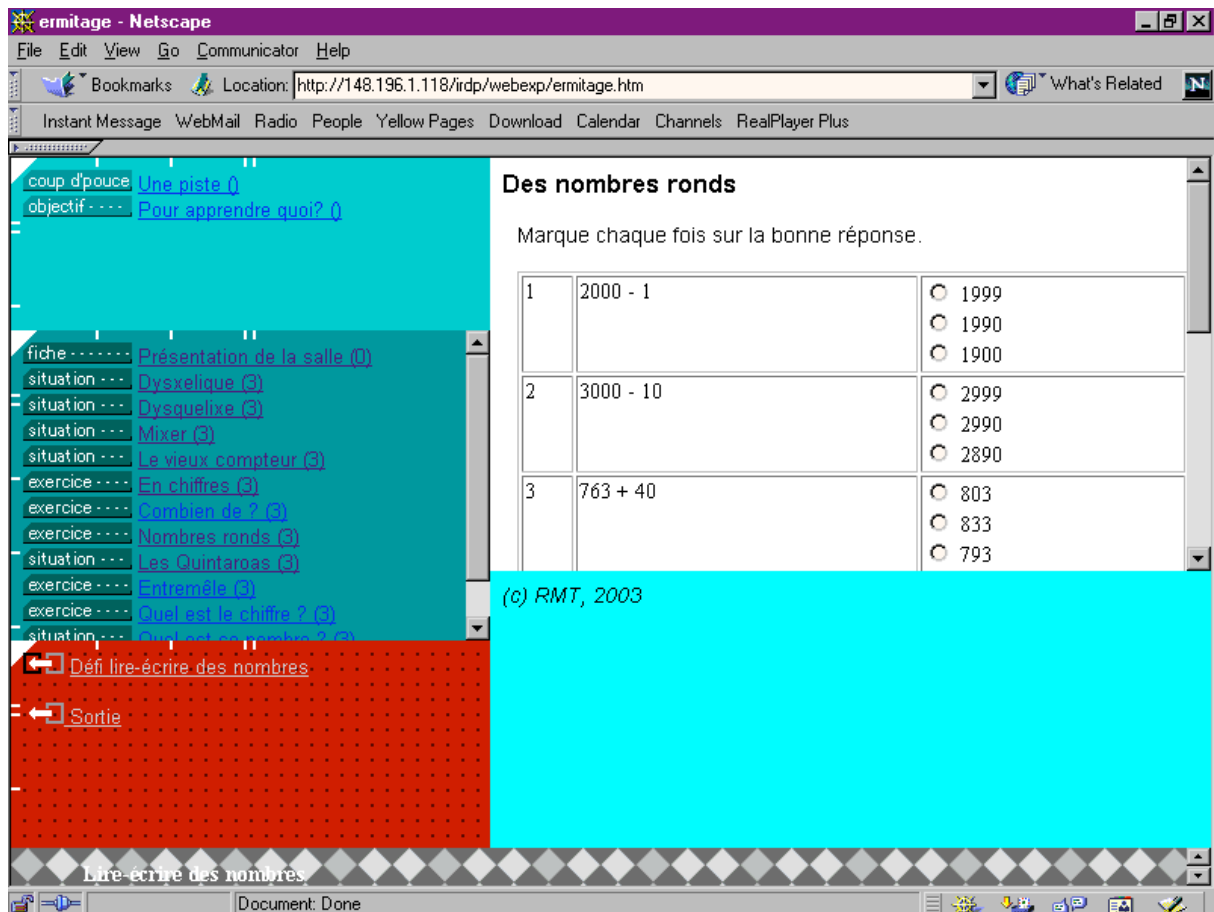 ermitage - Netscape
File Edit View Go Communicator Help
Bookmarks Location: http://148.196.1.118/irdp/webexp/ermitage.htm What's Related N
Instant Message WebMail Radio People Yellow Pages Download Calendar Channels RealPlayer Plus
coup d'pouce Une piste ()
objectif - - - - Pour apprendre quoi? ()
fiche - - - - - - - Présentation de la salle (0)
situation - - - Dysxelique (3)
situation - - - Dysquelixe (3)
situation - - - Mixer (3)
situation - - - Le vieux compteur (3)
exercice - - - - En chiffres (3)
exercice - - - - Combien de ? (3)
exercice - - - - Nombres ronds (3)
situation - - - Les Quintaroas (3)
exercice - - - - Entremêle (3)
exercice - - - - Quel est le chiffre ? (3)
situation - - - Quel est ce nombre ? (3)
Défi lire-écrire des nombres
Sortie
Des nombres ronds
Marque chaque fois sur la bonne réponse.
1 2000 - 1 1999
1990
1900
2 3000 - 10 2999
2990
2890
3 763 + 40 803
833
793
(c) RMT, 2003
Lire-écrire des nombres
Document: Done